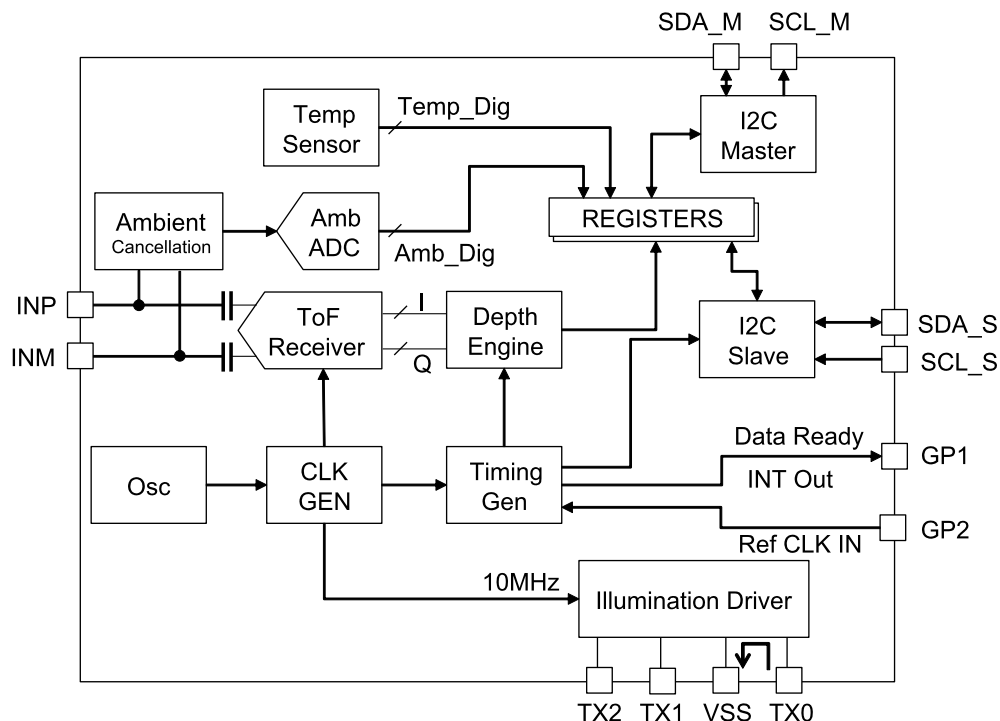 SDA_M SCL_M
Temp
Sensor
Temp_Dig
I2C
Master
Ambient
Cancellation
Amb
ADC
Amb_Dig
REGISTERS
INP
INM
ToF
Receiver
I
Q
Depth
Engine
I2C
Slave
SDA_S
SCL_S
Osc
CLK
GEN
Timing
Gen
Data Ready
INT Out
GP1
Ref CLK IN
GP2
10MHz
Illumination Driver
TX2 TX1 VSS TX0